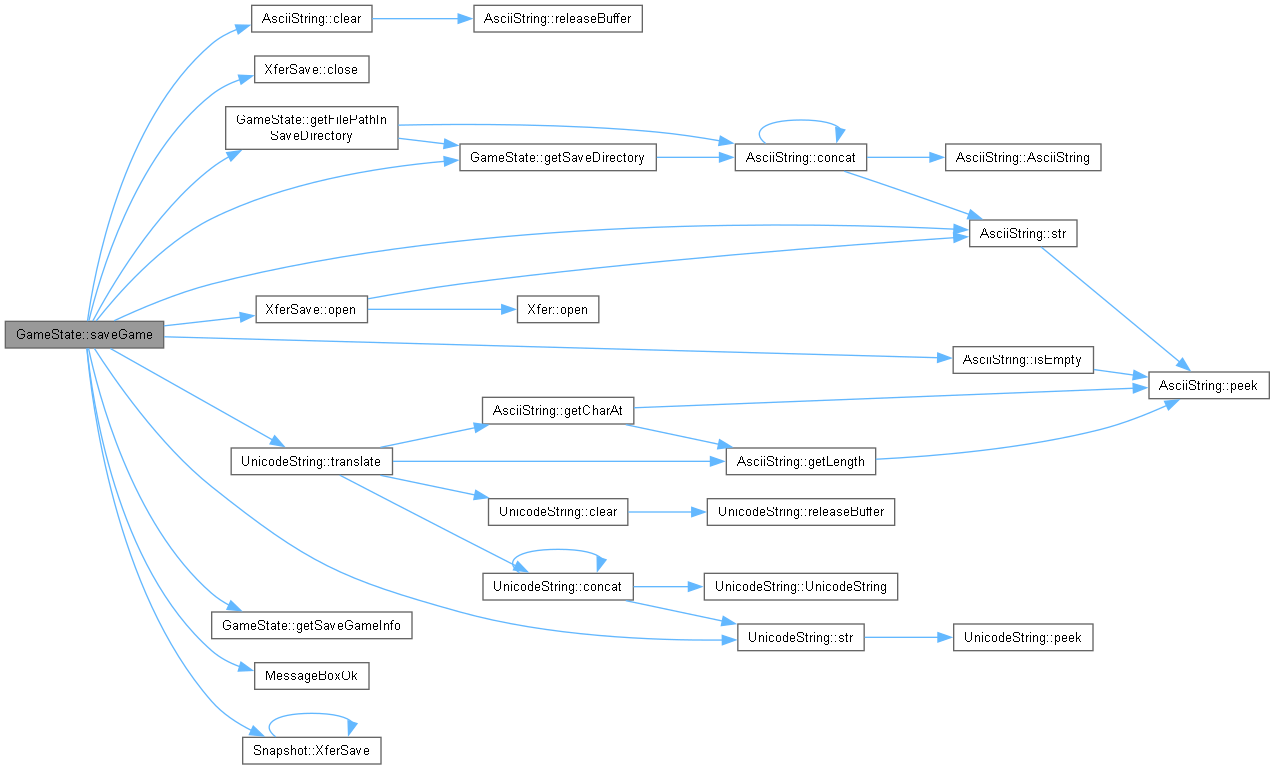 AsciiString::clear
AsciiString::releaseBuffer
XferSave::close
GameState::getFilePathIn
SaveDirectory
GameState::getSaveDirectory
AsciiString::concat
AsciiString::AsciiString
AsciiString::str
XferSave::open
Xfer::open
GameState::saveGame
AsciiString::isEmpty
AsciiString::peek
AsciiString::getCharAt
UnicodeString::translate
AsciiString::getLength
UnicodeString::clear
UnicodeString::releaseBuffer
UnicodeString::concat
UnicodeString::UnicodeString
GameState::getSaveGameInfo
UnicodeString::str
UnicodeString::peek
MessageBoxOk
Snapshot::XferSave